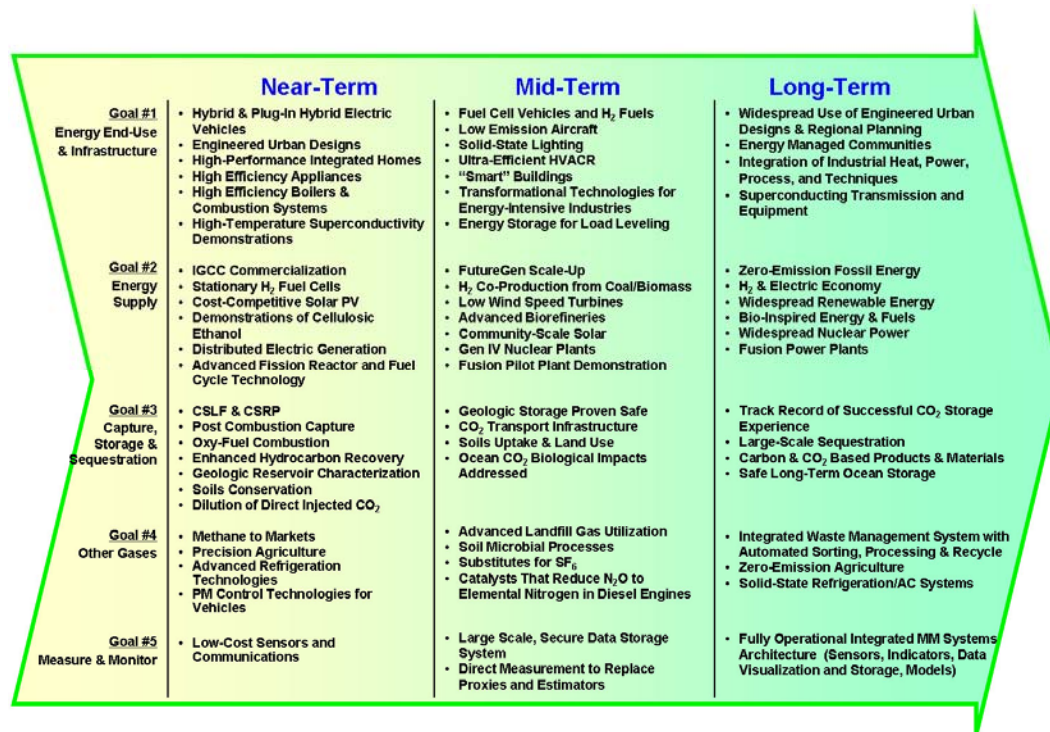 Near-Term
Mid-Term
Long-Term
Goal #1
Energy End-Use
& Infrastructure
• Hybrid & Plug-In Hybrid Electric
Vehicles
• Engineered Urban Designs
• High-Performance Integrated Homes
• High Efficiency Appliances
• High Efficiency Boilers &
Combustion Systems
• High-Temperature Superconductivity
Demonstrations
• Fuel Cell Vehicles and H₂ Fuels
• Low Emission Aircraft
• Solid-State Lighting
• Ultra-Efficient HVACR
• “Smart” Buildings
• Transformational Technologies for
Energy-Intensive Industries
• Energy Storage for Load Leveling
• Widespread Use of Engineered Urban
Designs & Regional Planning
• Energy Managed Communities
• Integration of Industrial Heat, Power,
Process, and Techniques
• Superconducting Transmission and
Equipment
Goal #2
Energy
Supply
• IGCC Commercialization
• Stationary H₂ Fuel Cells
• Cost-Competitive Solar PV
• Demonstrations of Cellulosic
Ethanol
• Distributed Electric Generation
• Advanced Fission Reactor and Fuel
Cycle Technology
• FutureGen Scale-Up
• H₂ Co-Production from Coal/Biomass
• Low Wind Speed Turbines
• Advanced Biorefineries
• Community-Scale Solar
• Gen IV Nuclear Plants
• Fusion Pilot Plant Demonstration
• Zero-Emission Fossil Energy
• H₂ & Electric Economy
• Widespread Renewable Energy
• Bio-Inspired Energy & Fuels
• Widespread Nuclear Power
• Fusion Power Plants
Goal #3
Capture,
Storage &
Sequestration
• CSLF & CSRP
• Post Combustion Capture
• Oxy-Fuel Combustion
• Enhanced Hydrocarbon Recovery
• Geologic Reservoir Characterization
• Soils Conservation
• Dilution of Direct Injected CO₂
• Geologic Storage Proven Safe
• CO₂ Transport Infrastructure
• Soils Uptake & Land Use
• Ocean CO₂ Biological Impacts
Addressed
• Track Record of Successful CO₂ Storage
Experience
• Large-Scale Sequestration
• Carbon & CO₂ Based Products & Materials
• Safe Long-Term Ocean Storage
Goal #4
Other Gases
• Methane to Markets
• Precision Agriculture
• Advanced Refrigeration
Technologies
• PM Control Technologies for
Vehicles
• Advanced Landfill Gas Utilization
• Soil Microbial Processes
• Substitutes for SF₆
• Catalysts That Reduce N₂O to
Elemental Nitrogen in Diesel Engines
• Integrated Waste Management System with
Automated Sorting, Processing & Recycle
• Zero-Emission Agriculture
• Solid-State Refrigeration/AC Systems
Goal #5
Measure & Monitor
• Low-Cost Sensors and
Communications
• Large Scale, Secure Data Storage
System
• Direct Measurement to Replace
Proxies and Estimators
• Fully Operational Integrated MM Systems
Architecture (Sensors, Indicators, Data
Visualization and Storage, Models)